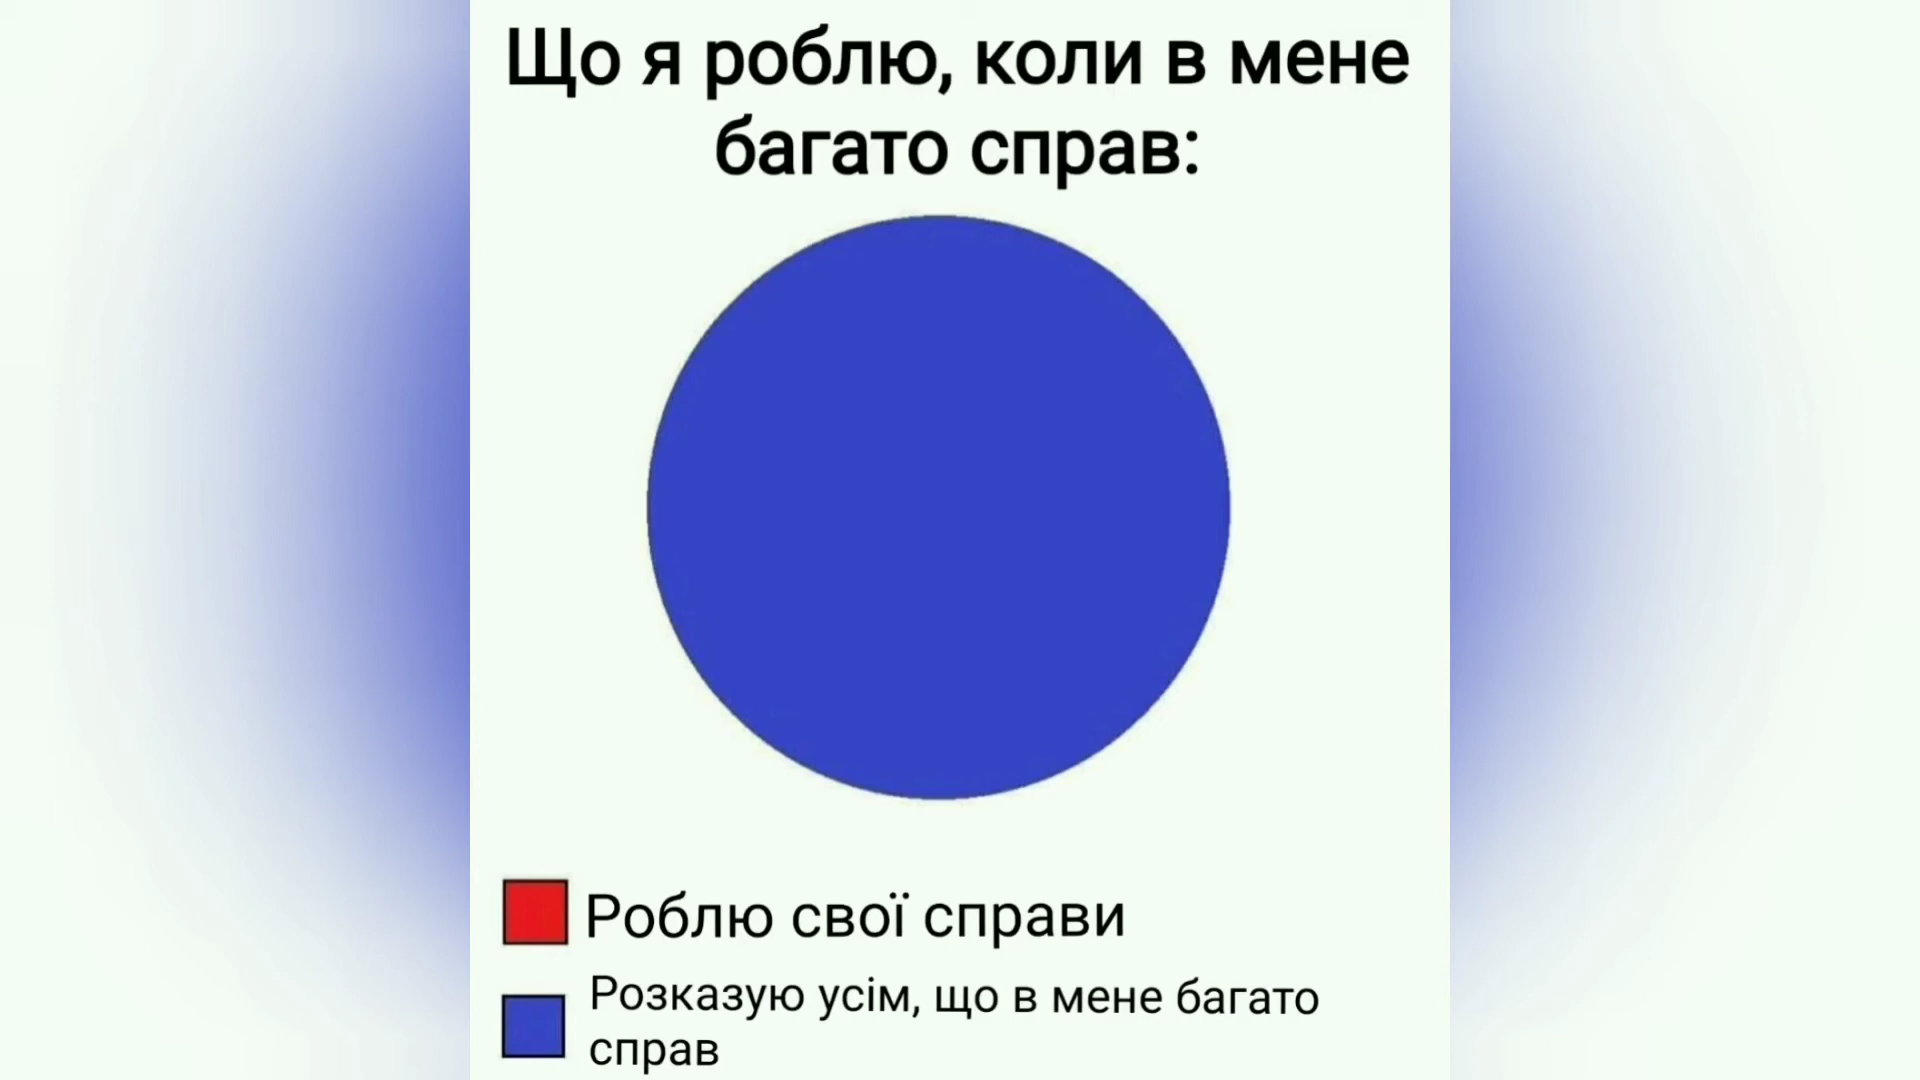 Що я роблю, коли в мене
багато справ:
Роблю свої справи
Розказую усім, що в мене багато
справ